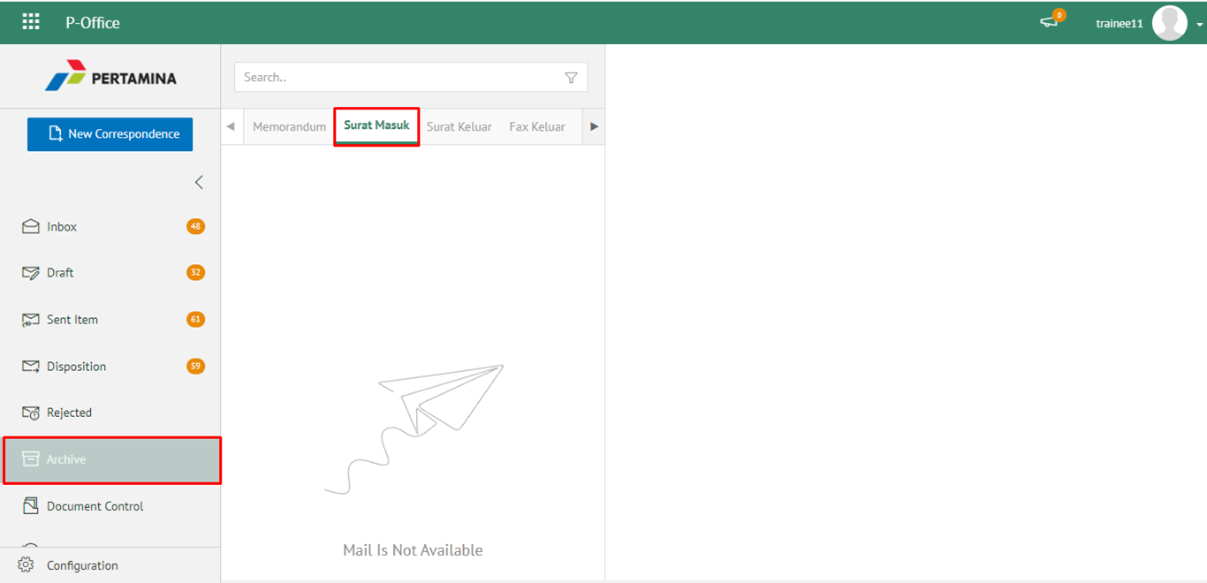 P-Office
0
trainee11
PERTAMINA
New Correspondence
Inbox
48
Draft
32
Sent Item
61
Disposition
59
Rejected
Archive
Document Control
Configuration
Search..
Memorandum
Surat Masuk
Surat Keluar
Fax Keluar
Mail Is Not Available